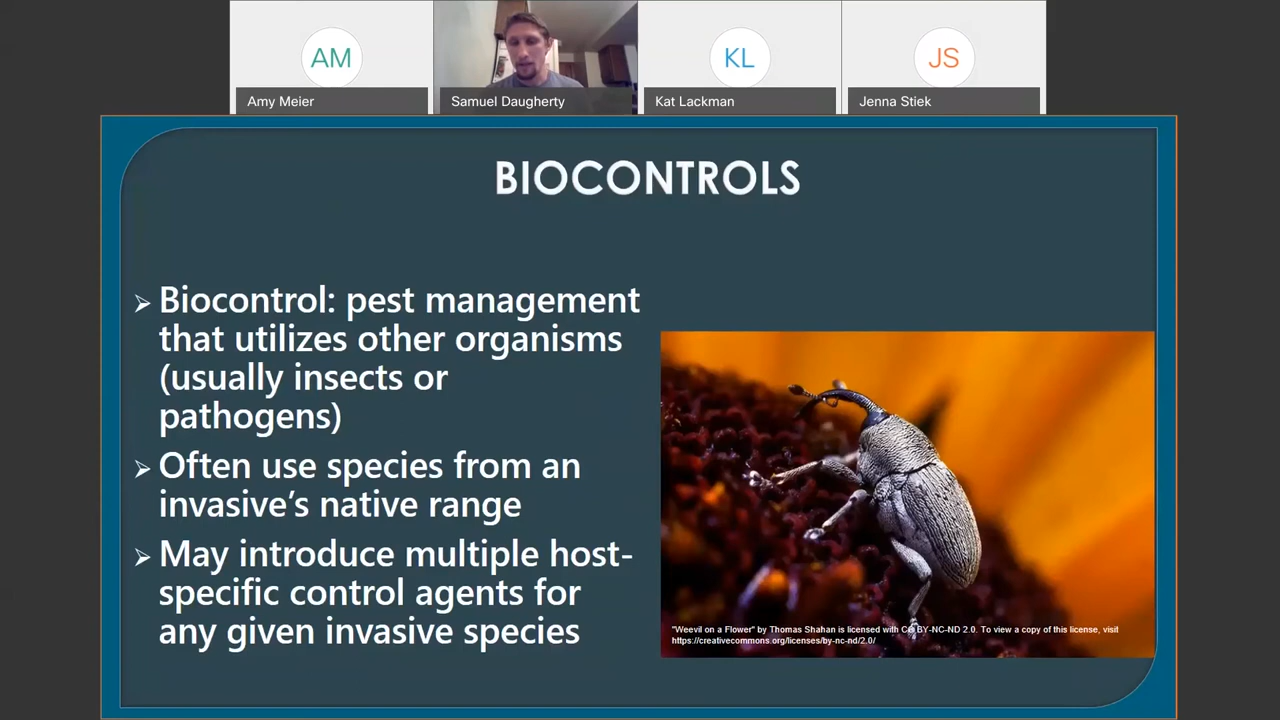 AM
KL
JS
Amy Meier
Samuel Daugherty
Kat Lackman
Jenna Stiek
BIOCONTROLS
Biocontrol: pest management
that utilizes other organisms
(usually insects or
pathogens)
Often use species from an
invasive’s native range
May introduce multiple host-
specific control agents for
any given invasive species
"Weevil on a Flower" by Thomas Shahan is licensed with CC BY-NC-ND 2.0. To view a copy of this license, visit
https://creativecommons.org/licenses/by-nc-nd/2.0/